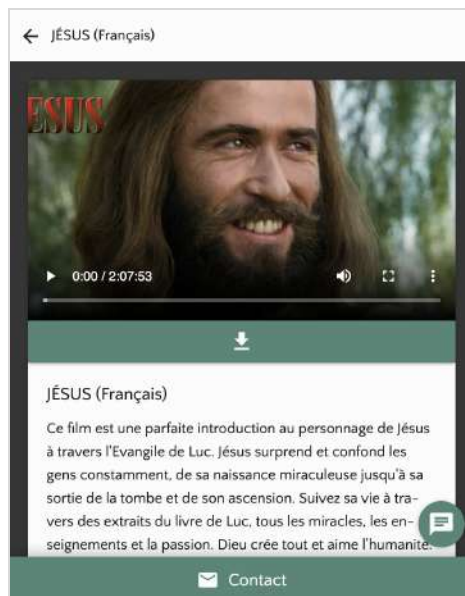 JÉSUS (Français)
ESUS
0:00 / 2:07:53
JÉSUS (Français)
Ce film est une parfaite introduction au personnage de Jésus
à travers l'Evangile de Luc. Jésus surprend et confond les
gens constamment, de sa naissance miraculeuse jusqu'à sa
sortie de la tombe et de son ascension. Suivez sa vie à tra-
vers des extraits du livre de Luc, tous les miracles, les en-
seignements et la passion. Dieu crée tout et aime l'humanité.
Contact